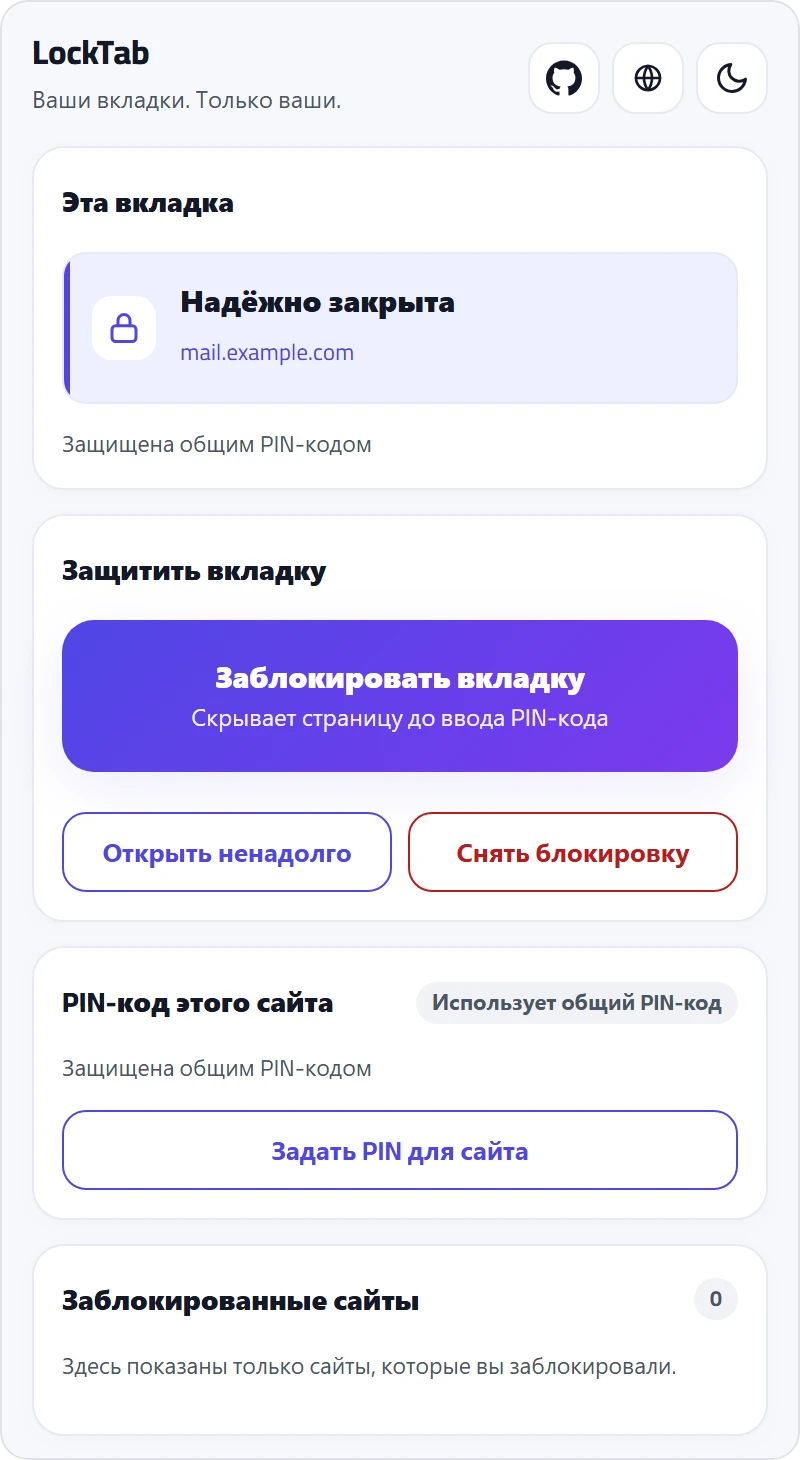 LockTab
Ваши вкладки. Только ваши.
Эта вкладка
Надёжно закрыта
mail.example.com
Защищена общим PIN-кодом
Защитить вкладку
Заблокировать вкладку
Скрывает страницу до ввода PIN-кода
Открыть ненадолго
Снять блокировку
PIN-код этого сайта
Использует общий PIN-код
Защищена общим PIN-кодом
Задать PIN для сайта
Заблокированные сайты
0
Здесь показаны только сайты, которые вы заблокировали.